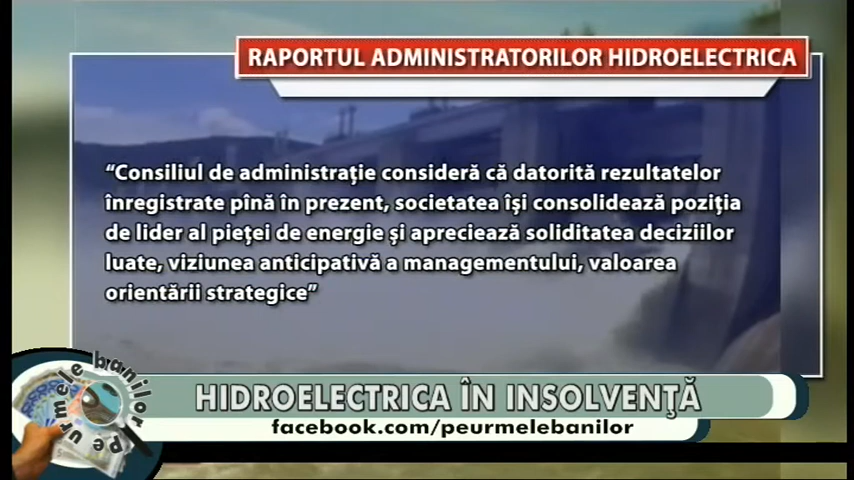 RAPORTUL ADMINISTRATORILOR HIDROELECTRICA
“Consiliul de administraţie consideră că datorită rezultatelor
înregistrate pînă în prezent, societatea îşi consolidează poziţia
de lider al pieţei de energie şi apreciează soliditatea deciziilor
luate, viziunea anticipativă a managementului, valoarea
orientării strategice”
pe urmele banilor
HIDROELECTRICA ÎN INSOLVENŢĂ
facebook.com/peurmelebanilor